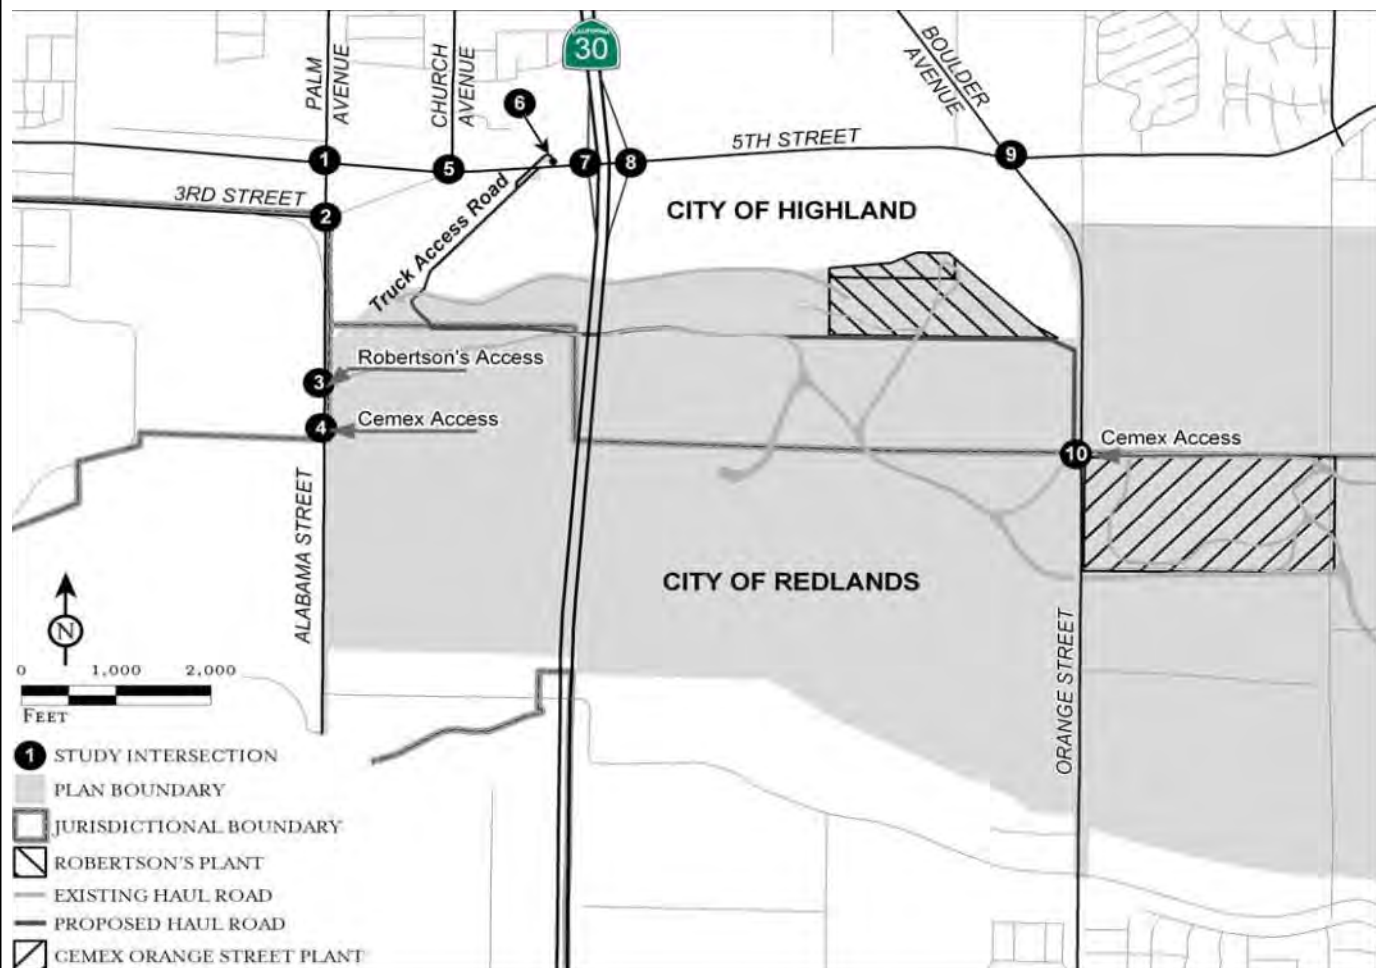 PALM
AVENUE
CHURCH
AVENUE
CALIFORNIA
30
BOULDER
AVENUE
6
1
5
7
8
5TH STREET
9
3RD STREET
2
CITY OF HIGHLAND
Truck Access Road
Robertson's Access
3
Cemex Access
4
10
Cemex Access
ALABAMA STREET
CITY OF REDLANDS
ORANGE STREET
N
0 1,000 2,000
FEET
1 STUDY INTERSECTION
PLAN BOUNDARY
JURISDICTIONAL BOUNDARY
ROBERTSON'S PLANT
EXISTING HAUL ROAD
PROPOSED HAUL ROAD
CEMEX ORANGE STREET PLANT